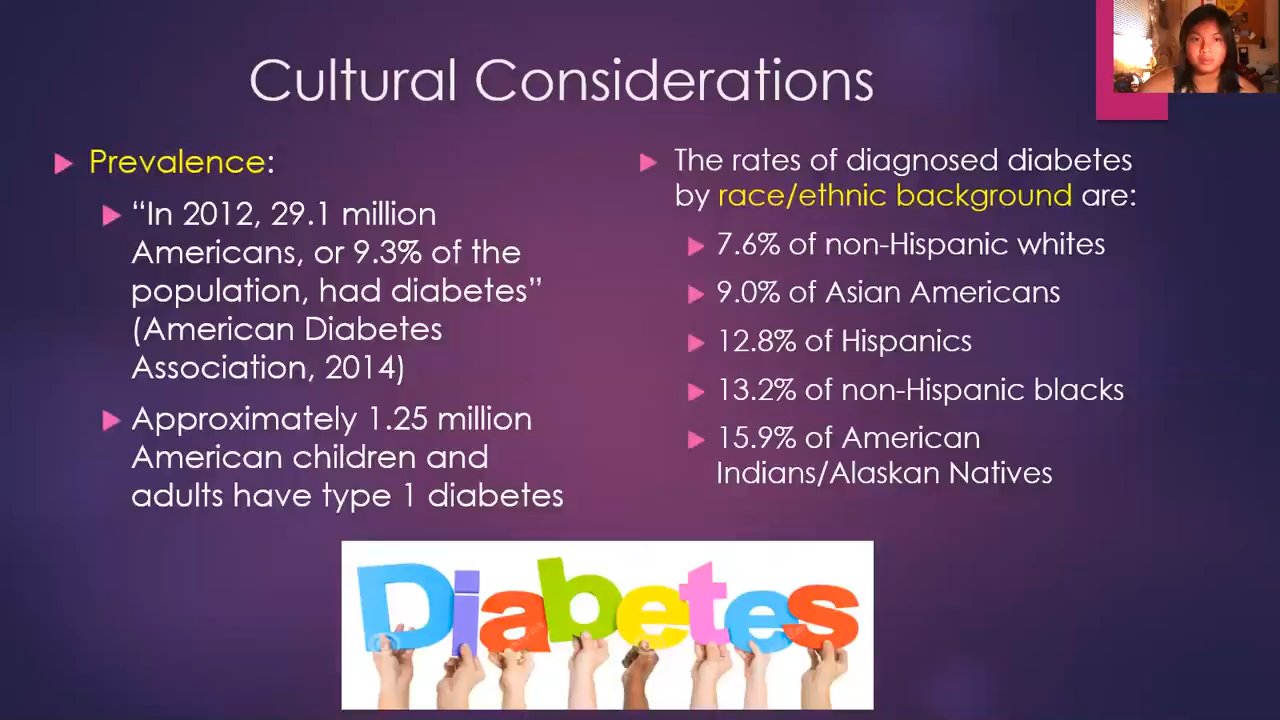 Cultural Considerations
Prevalence:
“In 2012, 29.1 million
Americans, or 9.3% of the
population, had diabetes”
(American Diabetes
Association, 2014)
Approximately 1.25 million
American children and
adults have type 1 diabetes
The rates of diagnosed diabetes
by race/ethnic background are:
7.6% of non-Hispanic whites
9.0% of Asian Americans
12.8% of Hispanics
13.2% of non-Hispanic blacks
15.9% of American
Indians/Alaskan Natives
Diabetes